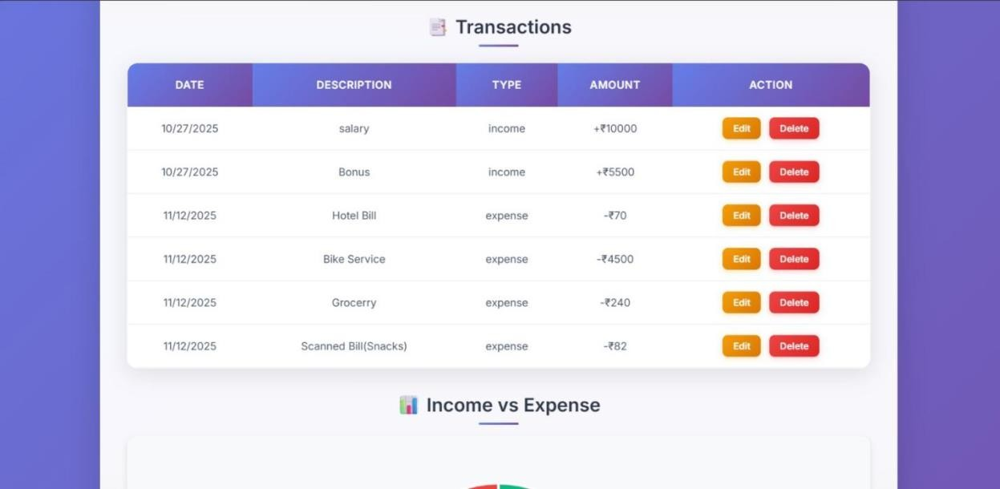 Transactions
DATE DESCRIPTION TYPE AMOUNT ACTION
10/27/2025 salary income +₹10000 Edit Delete
10/27/2025 Bonus income +₹5500 Edit Delete
11/12/2025 Hotel Bill expense -₹70 Edit Delete
11/12/2025 Bike Service expense -₹4500 Edit Delete
11/12/2025 Grocerry expense -₹240 Edit Delete
11/12/2025 Scanned Bill(Snacks) expense -₹82 Edit Delete
Income vs Expense